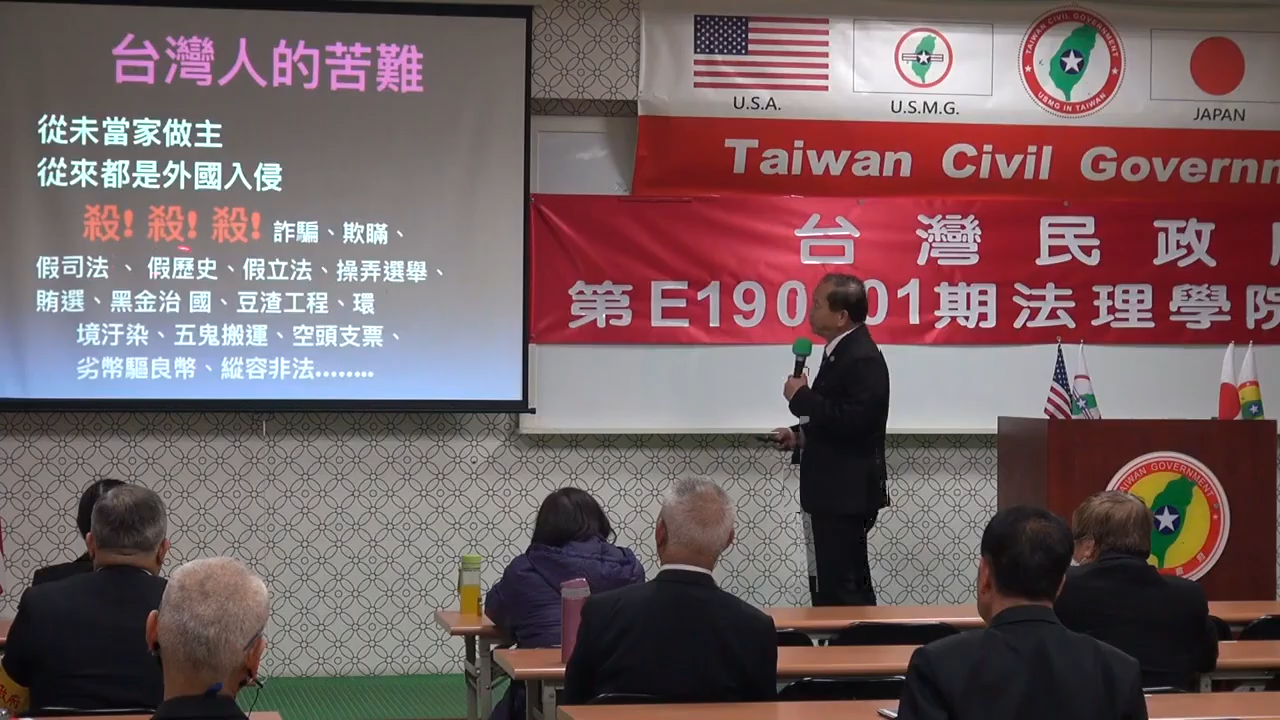 台灣人的苦難
從未當家做主
從來都是外國入侵
殺! 殺! 殺! 詐騙、欺瞞、
假司法 、 假歷史、假立法、操弄選舉、
賄選、黑金治 國、豆渣工程、環
境汙染、五鬼搬運、空頭支票、
劣幣驅良幣、縱容非法........
U.S.A.
U.S.M.G.
TAIWAN CIVIL GOVERNMENT
USMG IN TAIWAN
JAPAN
Taiwan Civil Governm
台灣民政
第E190 01期法理學院
TAIWAN GOVERNMENT